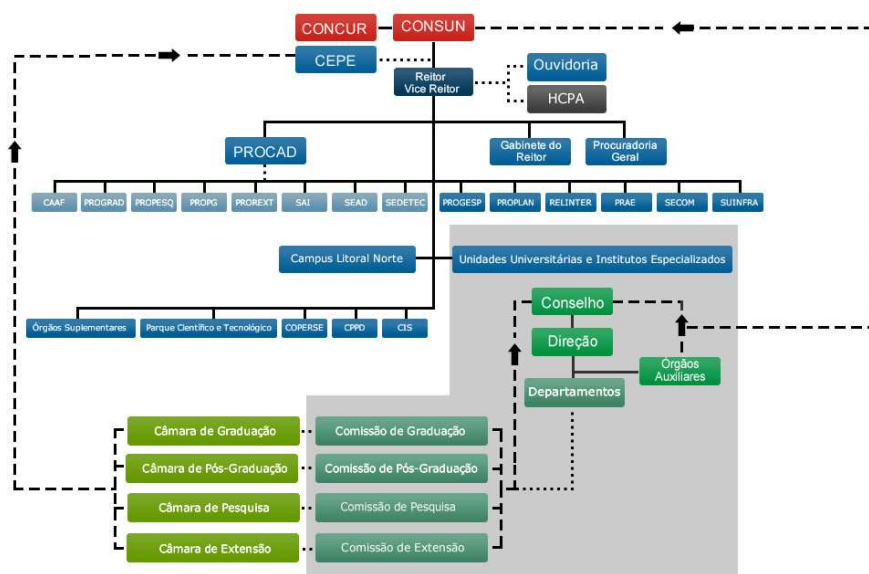 CONCUR
CONSUN
CEPE
Reitor
Vice Reitor
Ouvidoria
HCPA
PROCAD
Gabinete do
Reitor
Procuradoria
Geral
CAAF
PROGRAD
PROPESQ
PROPG
PROREXT
SAI
SEAD
SEDETEC
PROGESP
PROPLAN
RELINTER
PRAE
SECOM
SUINFRA
Campus Litoral Norte
Unidades Universitárias e Institutos Especializados
Órgãos Suplementares
Parque Científico e Tecnológico
COPERSE
CPPD
CIS
Conselho
Direção
Órgãos
Auxiliares
Departamentos
Câmara de Graduação
Comissão de Graduação
Câmara de Pós-Graduação
Comissão de Pós-Graduação
Câmara de Pesquisa
Comissão de Pesquisa
Câmara de Extensão
Comissão de Extensão